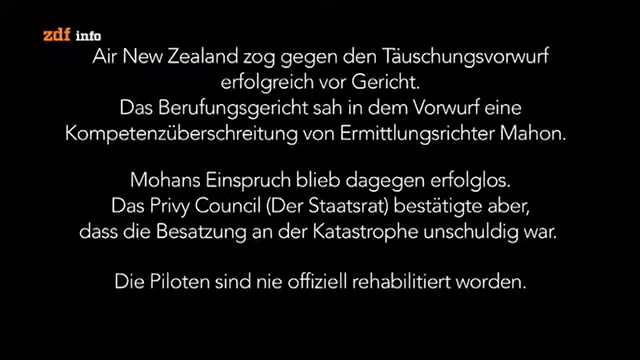 zdf info
Air New Zealand zog gegen den Täuschungsvorwurf
erfolgreich vor Gericht.
Das Berufungsgericht sah in dem Vorwurf eine
Kompetenzüberschreitung von Ermittlungsrichter Mahon.
Mohans Einspruch blieb dagegen erfolglos.
Das Privy Council (Der Staatsrat) bestätigte aber,
dass die Besatzung an der Katastrophe unschuldig war.
Die Piloten sind nie offiziell rehabilitiert worden.